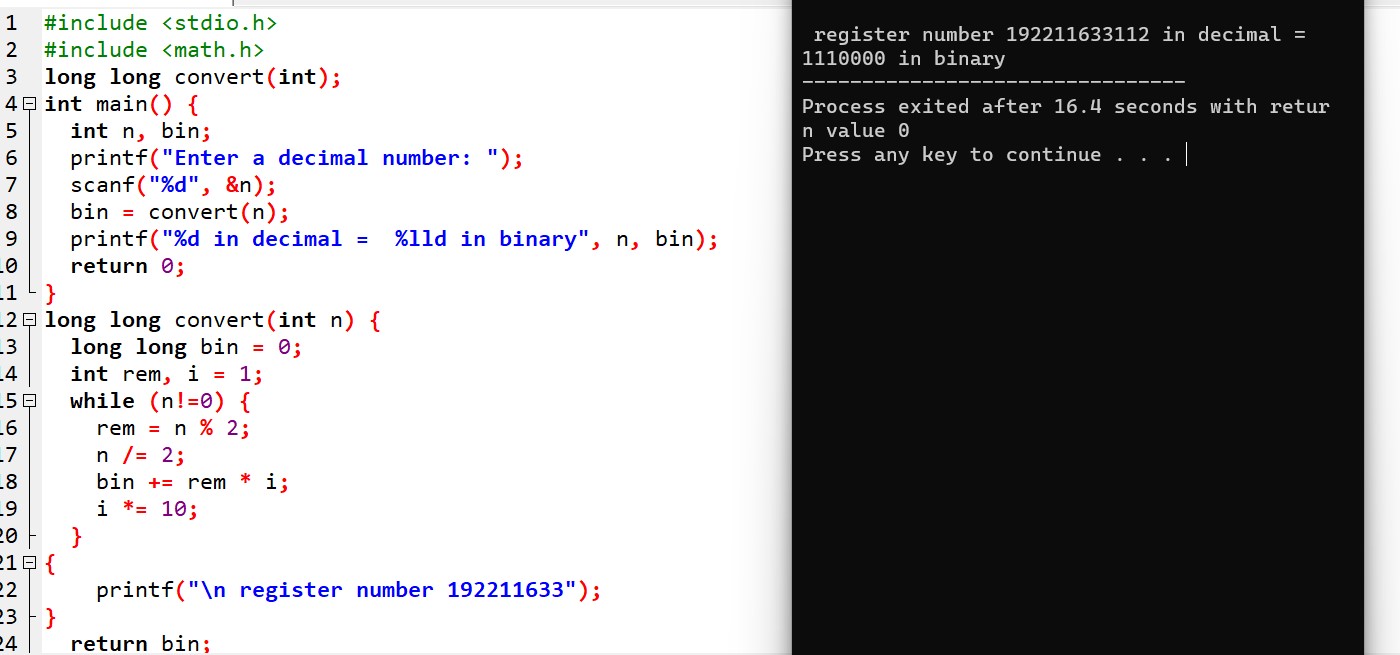 1 #include <stdio.h>
2 #include <math.h>
3 long long convert(int);
4 int main() {
5 int n, bin;
6 printf("Enter a decimal number: ");
7 scanf("%d", &n);
8 bin = convert(n);
9 printf("%d in decimal =  %lld in binary", n, bin);
10 return 0;
11 }
12 long long convert(int n) {
13 long long bin = 0;
14 int rem, i = 1;
15 while (n!=0) {
16 rem = n % 2;
17 n /= 2;
18 bin += rem * i;
19 i *= 10;
20 }
21 {
22 printf("\n register number 192211633");
23 }
24 return bin;
register number 192211633112 in decimal =
1110000 in binary
--------------------------------
Process exited after 16.4 seconds with retur
n value 0
Press any key to continue . . .